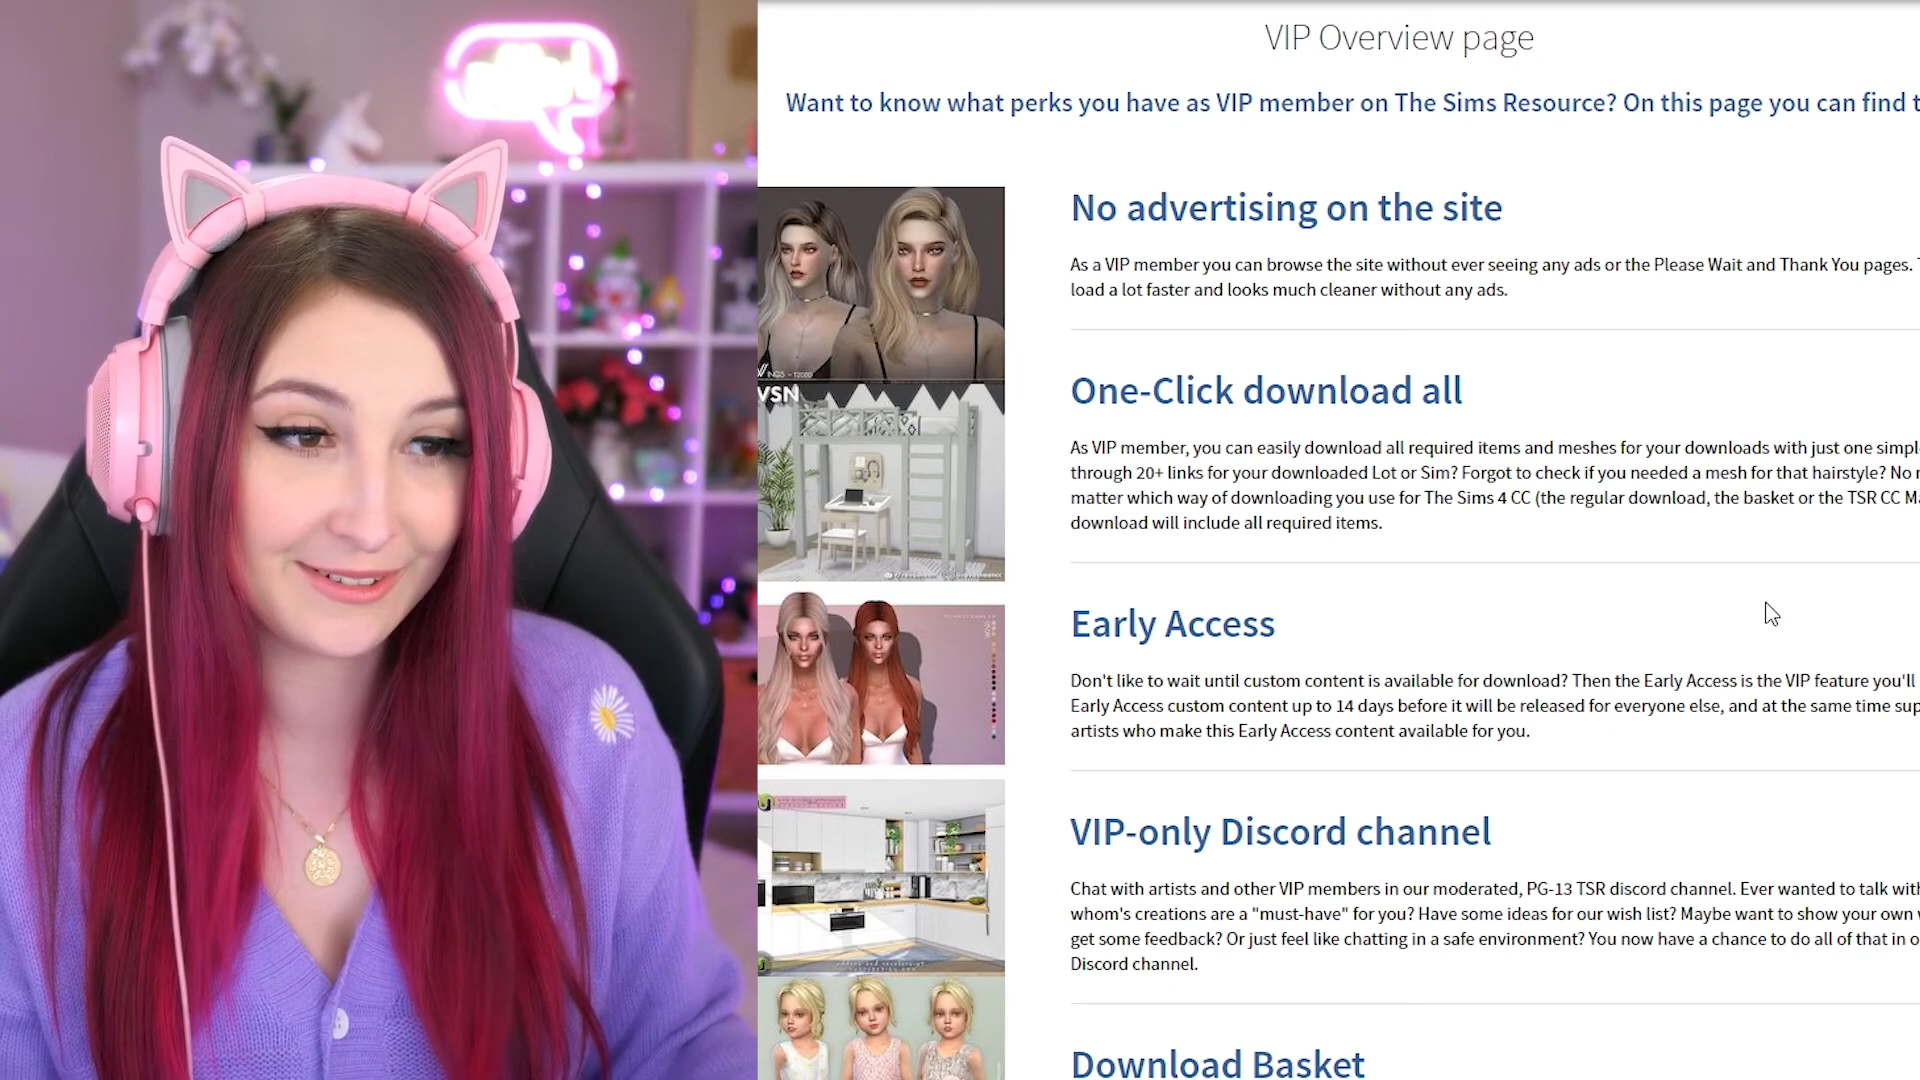 VIP Overview page
Want to know what perks you have as VIP member on The Sims Resource? On this page you can find t
No advertising on the site
As a VIP member you can browse the site without ever seeing any ads or the Please Wait and Thank You pages. T
load a lot faster and looks much cleaner without any ads.
One-Click download all
As VIP member, you can easily download all required items and meshes for your downloads with just one simpl
through 20+ links for your downloaded Lot or Sim? Forgot to check if you needed a mesh for that hairstyle? No
matter which way of downloading you use for The Sims 4 CC (the regular download, the basket or the TSR CC Ma
download will include all required items.
VSN
Early Access
Don't like to wait until custom content is available for download? Then the Early Access is the VIP feature you'll
Early Access custom content up to 14 days before it will be released for everyone else, and at the same time sup
artists who make this Early Access content available for you.
VIP-only Discord channel
Chat with artists and other VIP members in our moderated, PG-13 TSR discord channel. Ever wanted to talk with
whom's creations are a "must-have" for you? Have some ideas for our wish list? Maybe want to show your own
get some feedback? Or just feel like chatting in a safe environment? You now have a chance to do all of that in o
Discord channel.
Download Basket